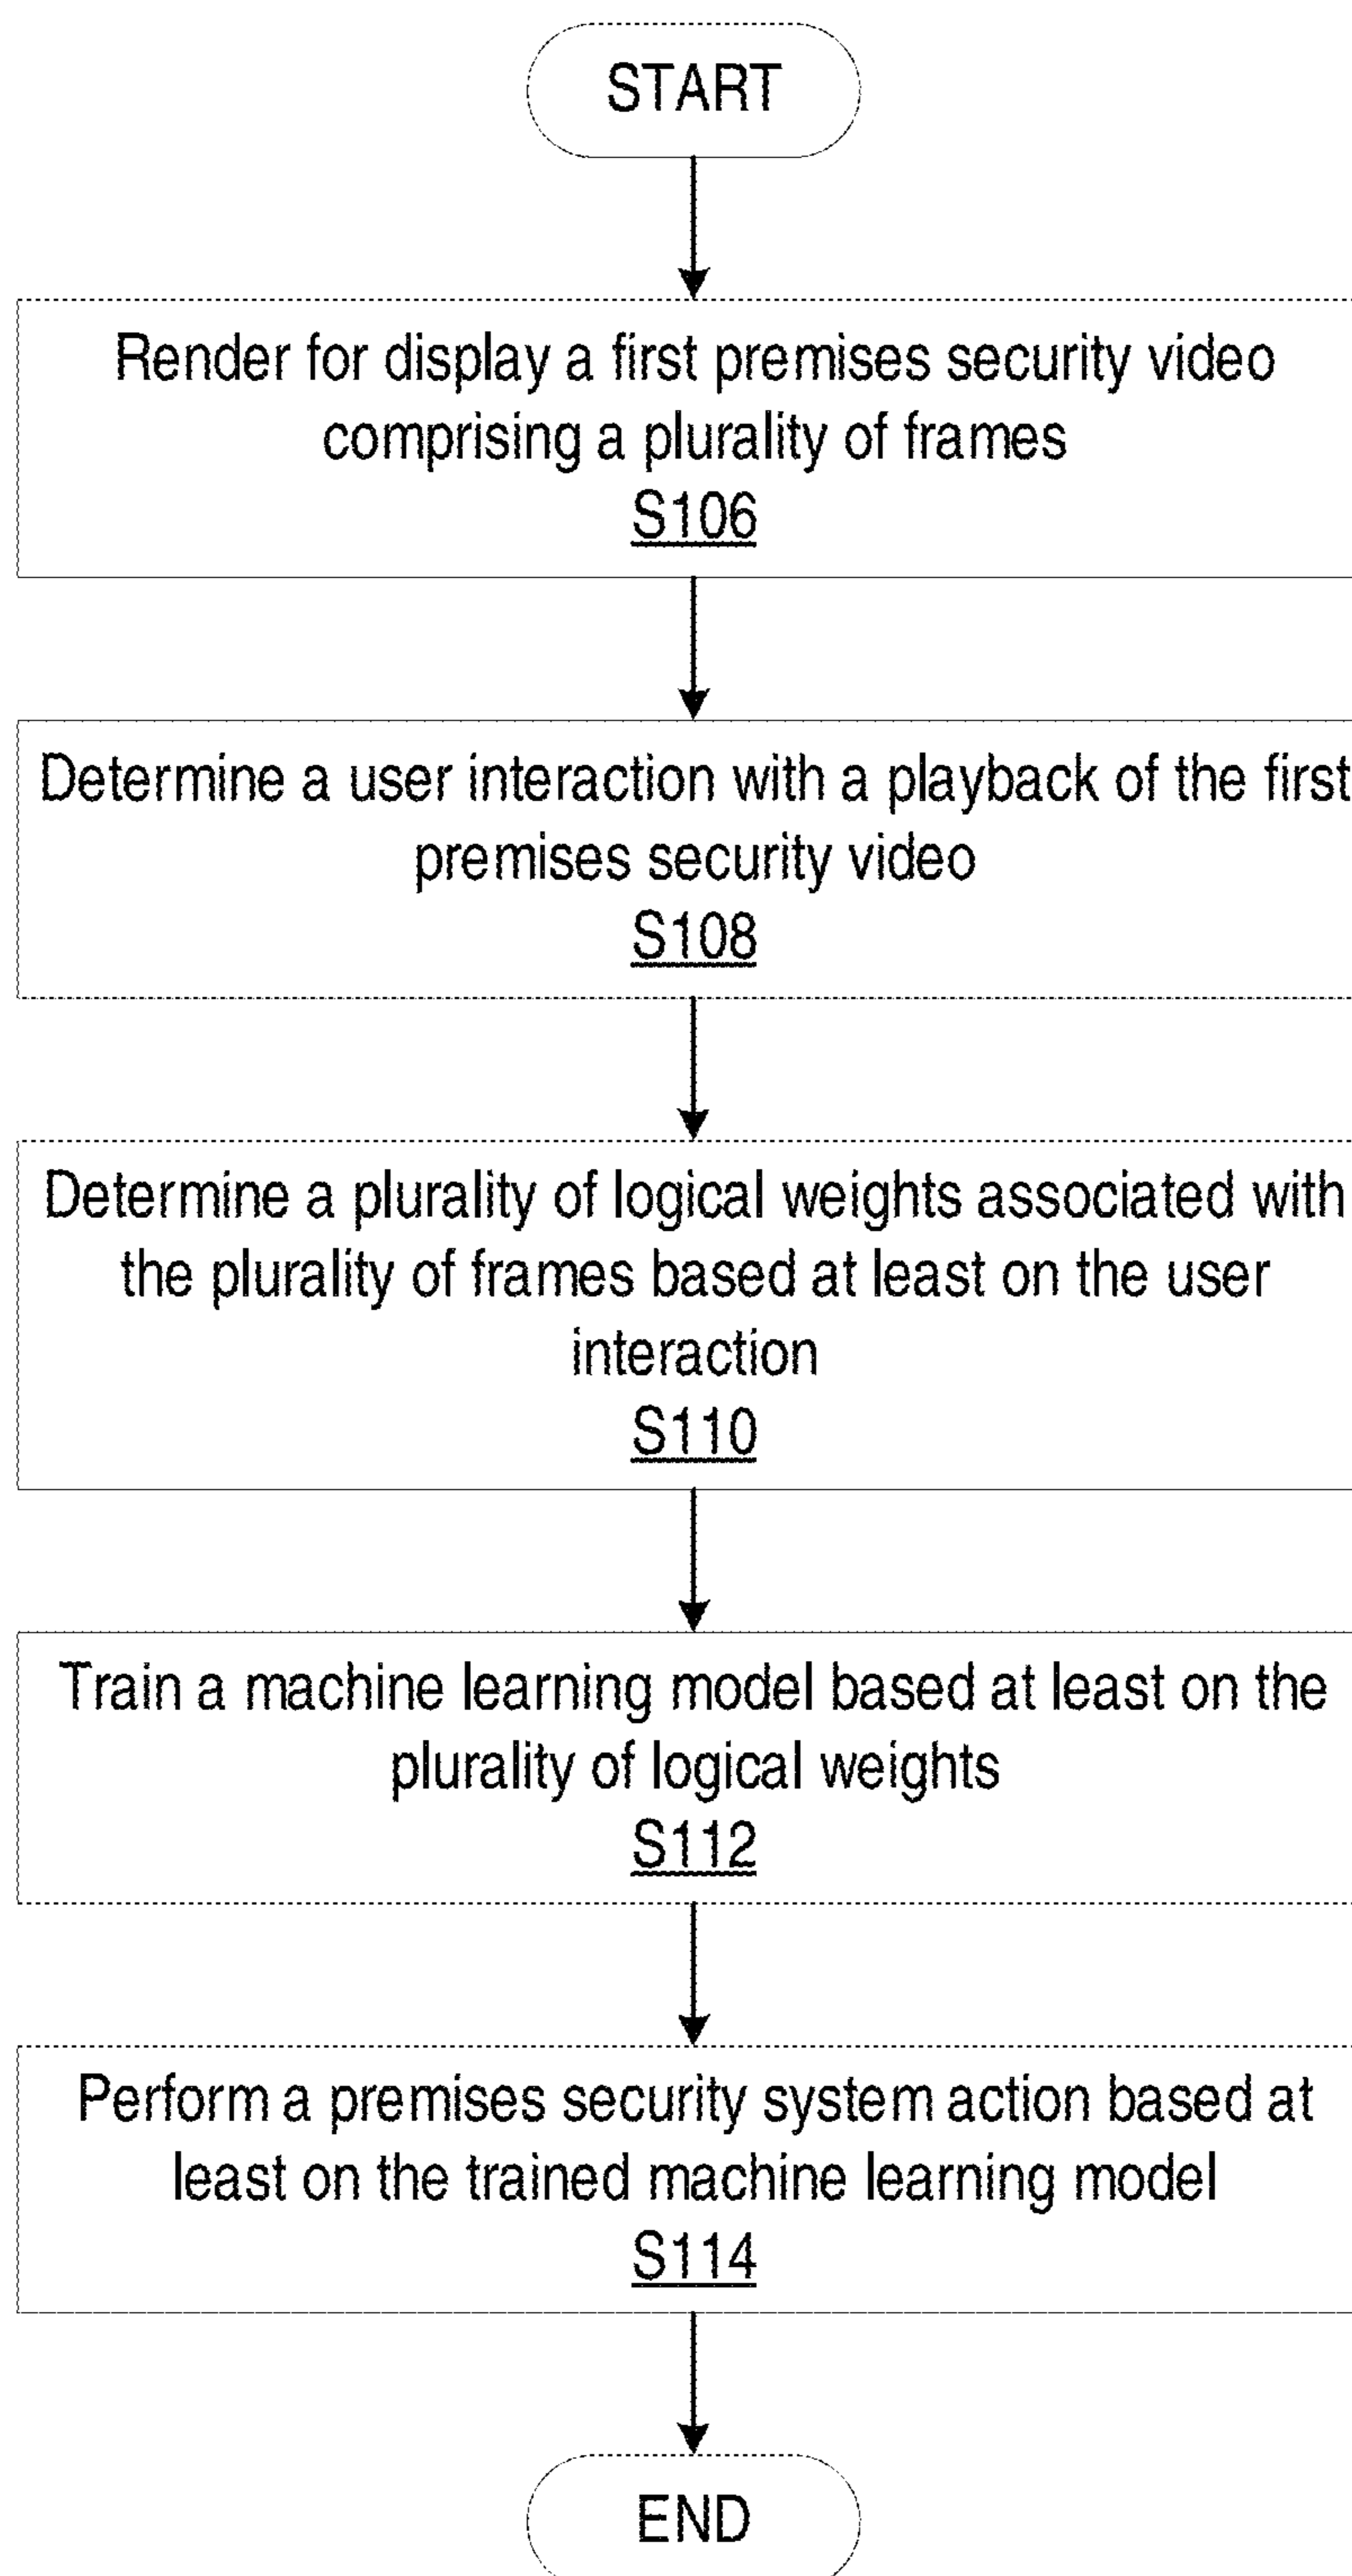 START
Render for display a first premises security video
comprising a plurality of frames
S106
Determine a user interaction with a playback of the first
premises security video
S108
Determine a plurality of logical weights associated with
the plurality of frames based at least on the user
interaction
S110
Train a machine learning model based at least on the
plurality of logical weights
S112
Perform a premises security system action based at
least on the trained machine learning model
S114
END